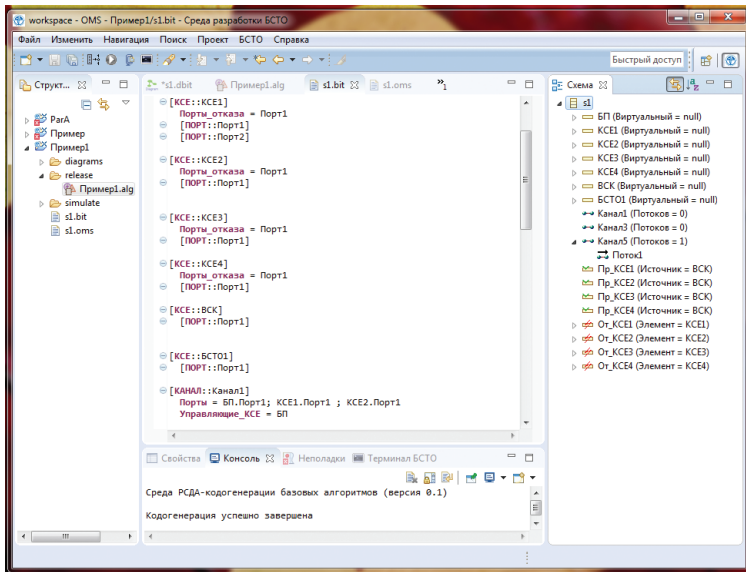 workspace - OMS - Пример1/s1.bit - Среда разработки БСТО
Файл Изменить Навигация Поиск Проект БСТО Справка
Быстрый доступ
Структ...
ParA
Пример
Пример1
diagrams
release
Пример1.alg
simulate
s1.bit
s1.oms
*s1.dbit Пример1.alg s1.bit s1.oms »1
[КСЕ::КСЕ1]
Порты_отказа = Порт1
[ПОРТ::Порт1]
[ПОРТ::Порт2]
[КСЕ::КСЕ2]
Порты_отказа = Порт1
[ПОРТ::Порт1]
[КСЕ::КСЕ3]
Порты_отказа = Порт1
[ПОРТ::Порт1]
[КСЕ::КСЕ4]
Порты_отказа = Порт1
[ПОРТ::Порт1]
[КСЕ::ВСК]
[ПОРТ::Порт1]
[КСЕ::БСТО1]
[ПОРТ::Порт1]
[КАНАЛ::Канал1]
Порты = БП.Порт1; КСЕ1.Порт1 ; КСЕ2.Порт1
Управляющие_КСЕ = БП
Свойства Консоль Неполадки Терминал БСТО
Среда РСДА-кодогенерации базовых алгоритмов (версия 0.1)
Кодогенерация успешно завершена
Схема
s1
БП (Виртуальный = null)
КСЕ1 (Виртуальный = null)
КСЕ2 (Виртуальный = null)
КСЕ3 (Виртуальный = null)
КСЕ4 (Виртуальный = null)
ВСК (Виртуальный = null)
БСТО1 (Виртуальный = null)
Канал1 (Потоков = 0)
Канал3 (Потоков = 0)
Канал5 (Потоков = 1)
Поток1
Пр_КСЕ1 (Источник = ВСК)
Пр_КСЕ2 (Источник = ВСК)
Пр_КСЕ3 (Источник = ВСК)
Пр_КСЕ4 (Источник = ВСК)
От_КСЕ1 (Элемент = КСЕ1)
От_КСЕ2 (Элемент = КСЕ2)
От_КСЕ3 (Элемент = КСЕ3)
От_КСЕ4 (Элемент = КСЕ4)